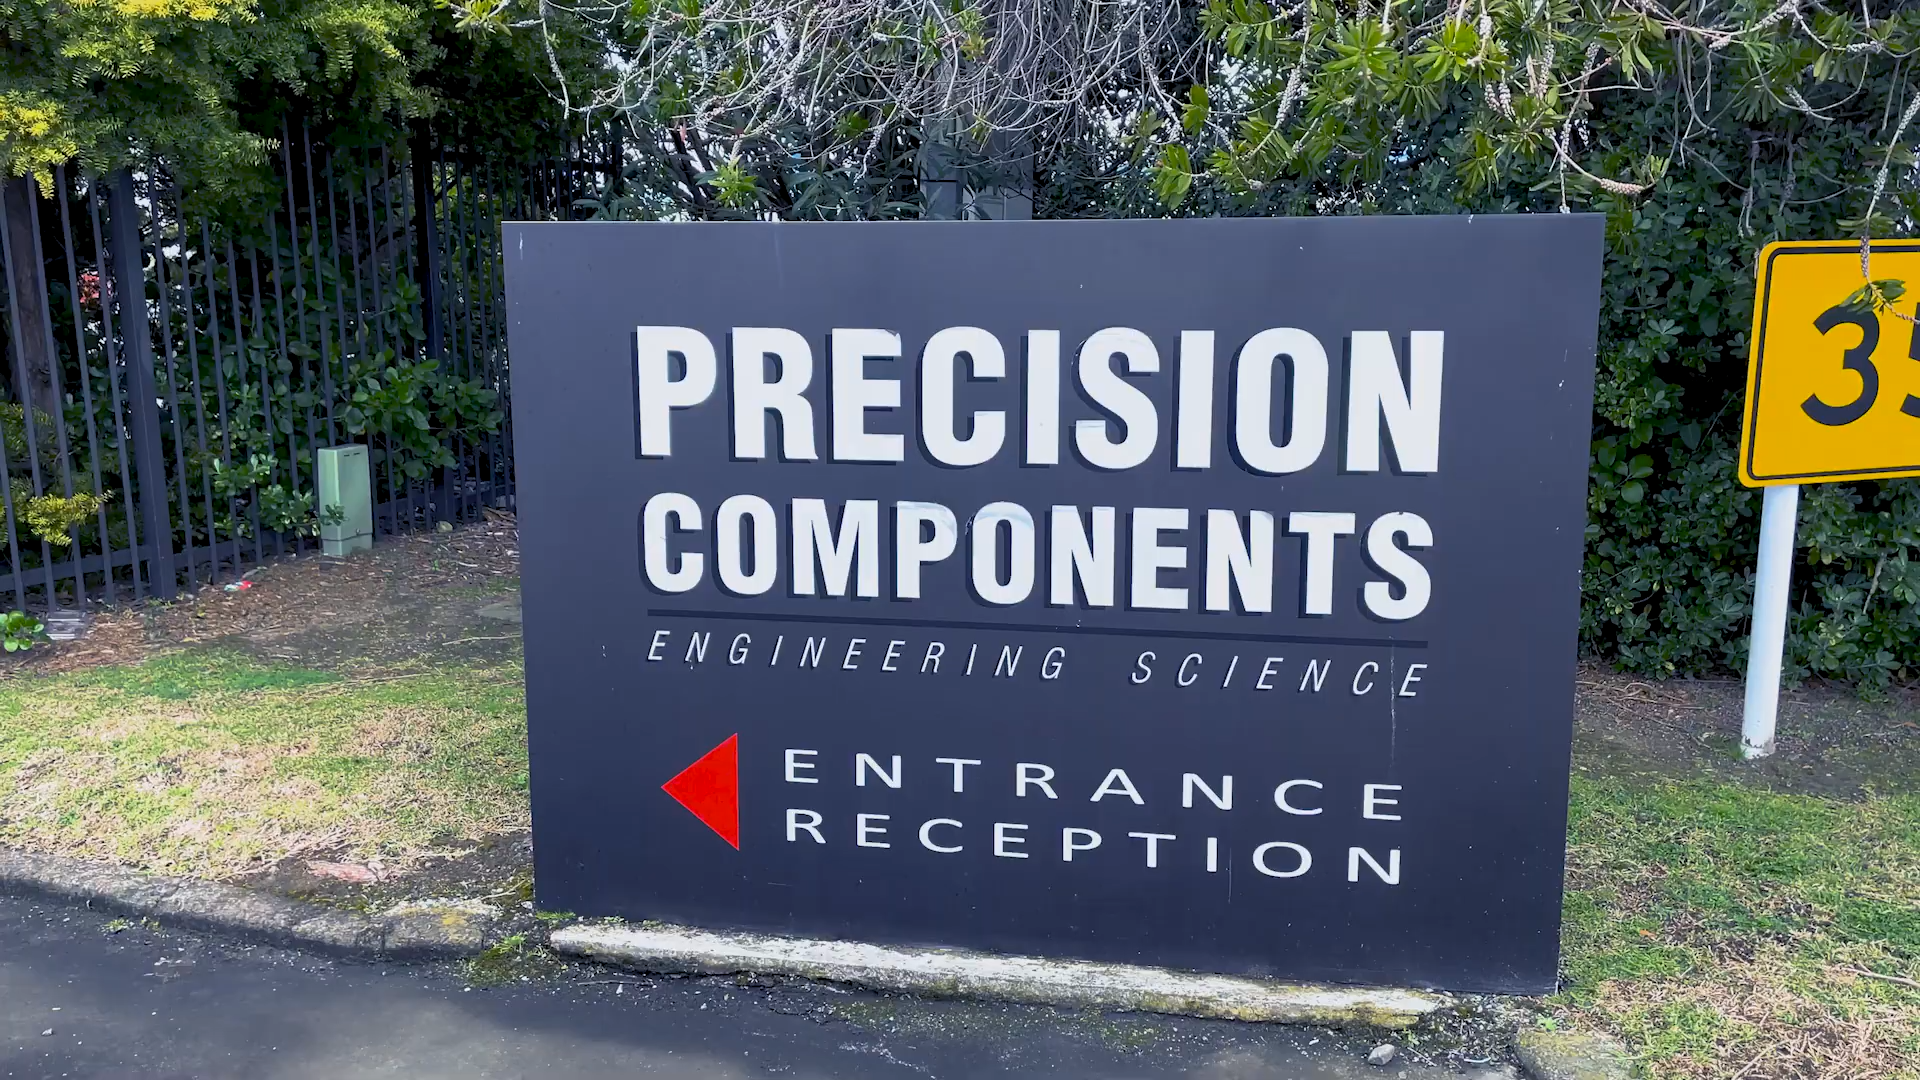 PRECISION
COMPONENTS
ENGINEERING SCIENCE
ENTRANCE
RECEPTION